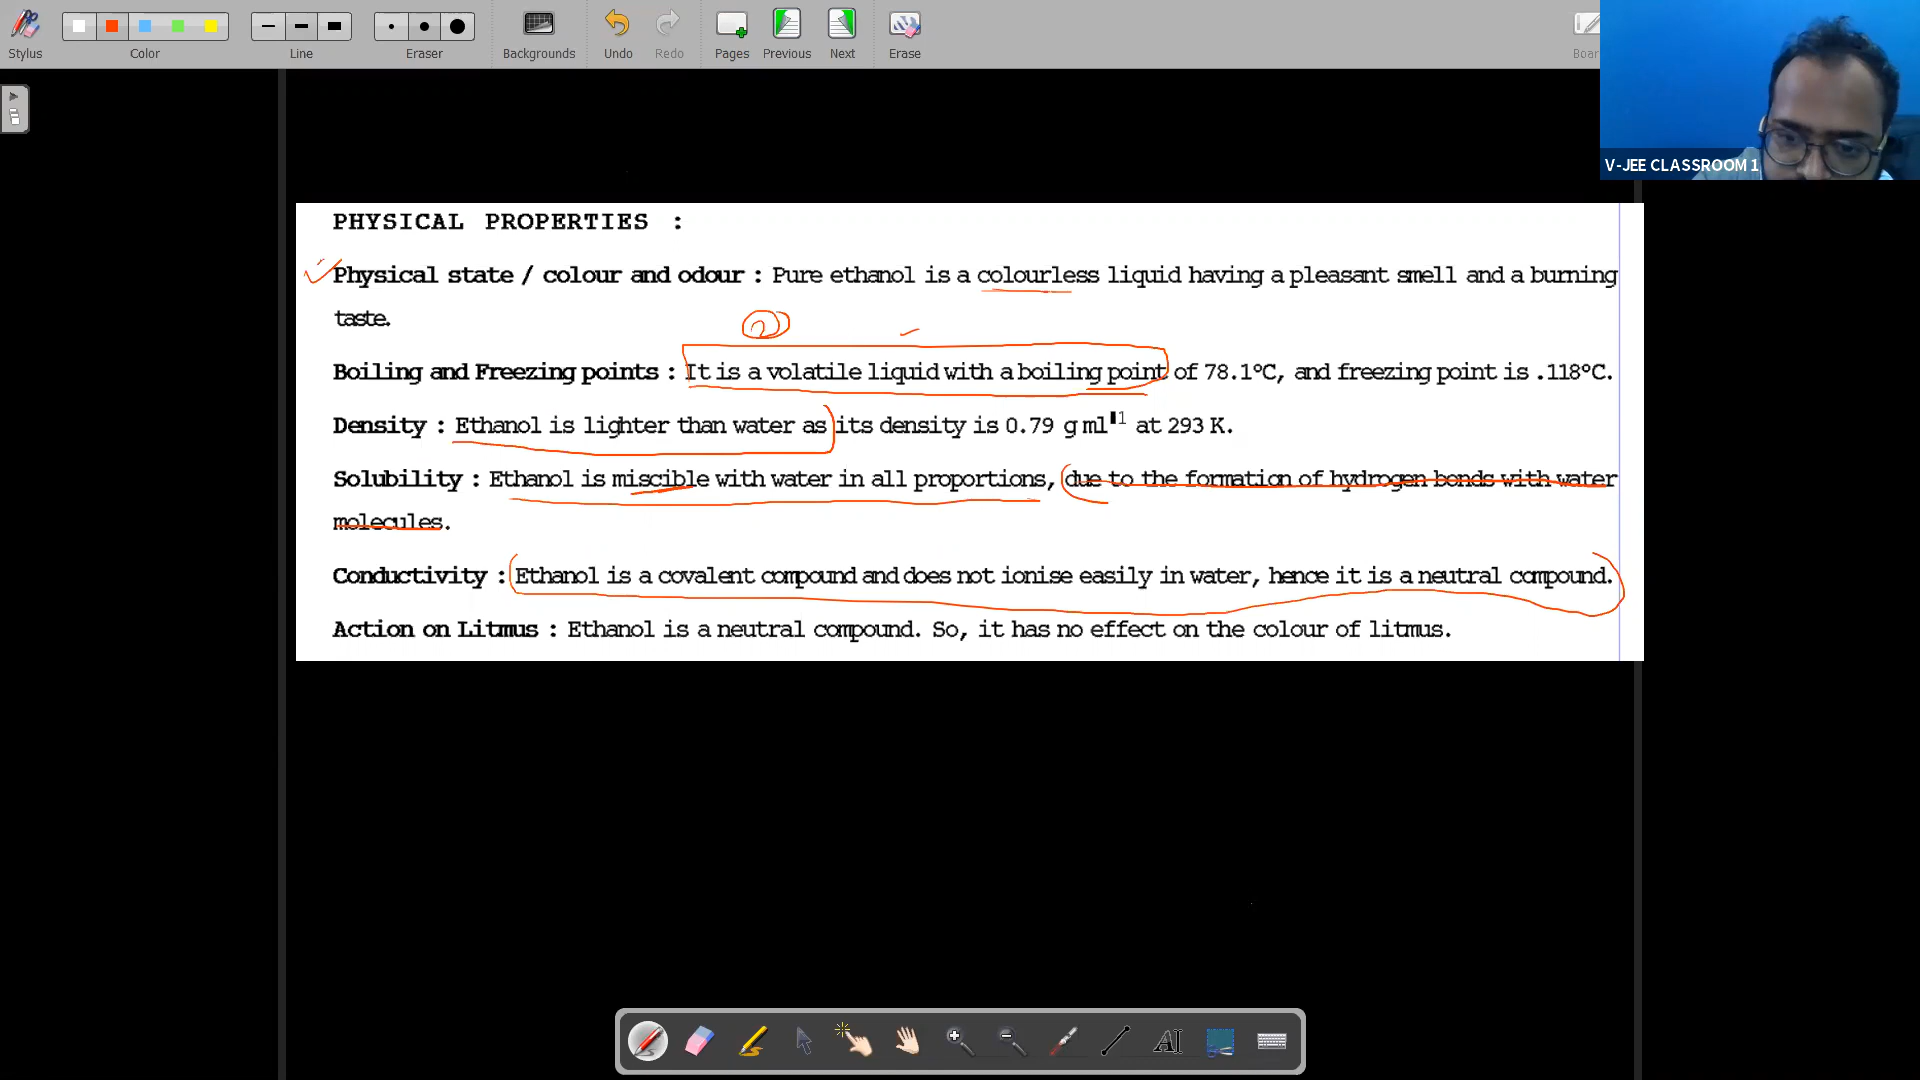 Stylus Color Line Eraser Backgrounds Undo Redo Pages Previous Next Erase
V-JEE CLASSROOM 1
PHYSICAL PROPERTIES :
Physical state / colour and odour : Pure ethanol is a colourless liquid having a pleasant smell and a burning
taste.
2
Boiling and Freezing points : It is a volatile liquid with a boiling point of 78.1°C, and freezing point is .118°C.
Density : Ethanol is lighter than water as its density is 0.79 g ml▮1 at 293 K.
Solubility : Ethanol is miscible with water in all proportions, due to the formation of hydrogen bonds with water
molecules.
Conductivity : Ethanol is a covalent compound and does not ionise easily in water, hence it is a neutral compound.
Action on Litmus : Ethanol is a neutral compound. So, it has no effect on the colour of litmus.